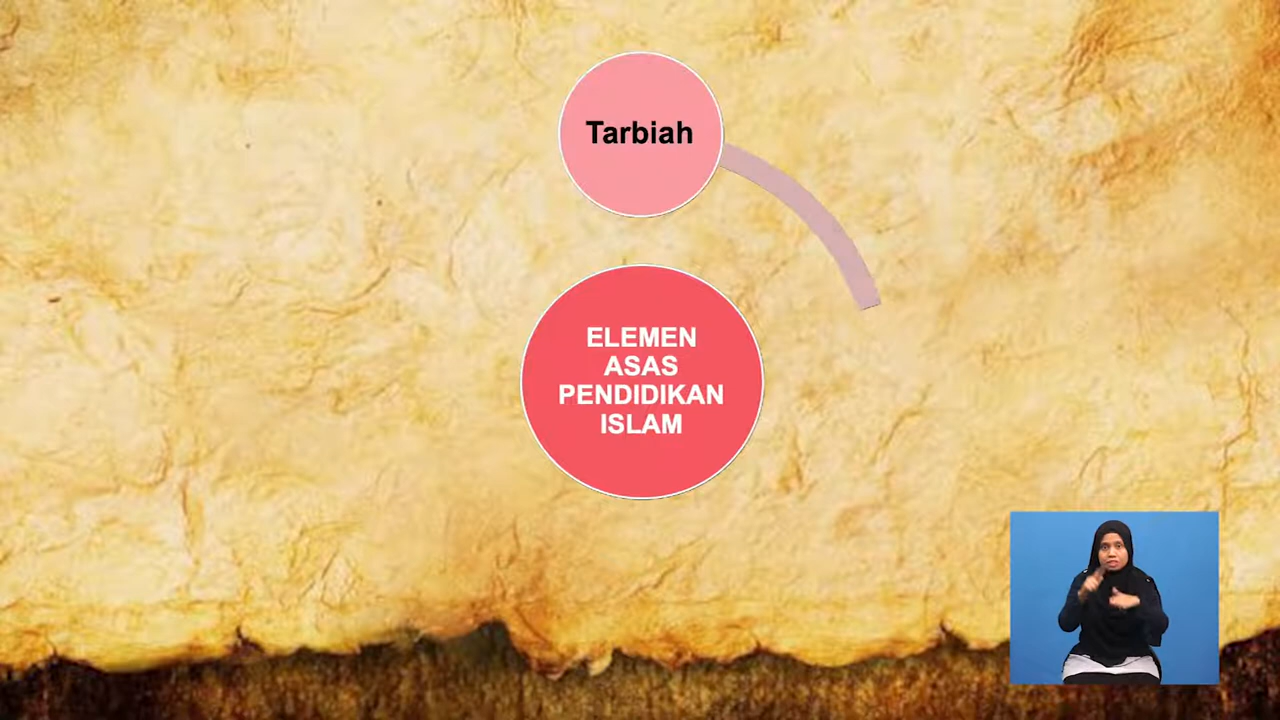 Tarbiah
ELEMEN
ASAS
PENDIDIKAN
ISLAM